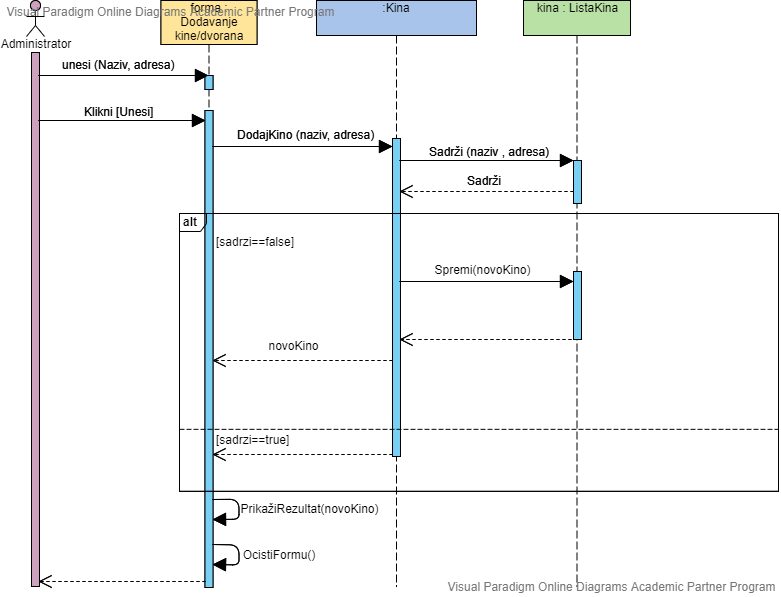 Visual Paradigm Online Diagrams Academic Partner Program
forma :
Dodavanje
kine/dvorana
:Kina
kina : ListaKina
Administrator
unesi (Naziv, adresa)
Klikni [Unesi]
DodajKino (naziv, adresa)
Sadrži (naziv , adresa)
Sadrži
alt
[sadrzi==false]
Spremi(novoKino)
novoKino
[sadrzi==true]
PrikažiRezultat(novoKino)
OcistiFormu()
Visual Paradigm Online Diagrams Academic Partner Program